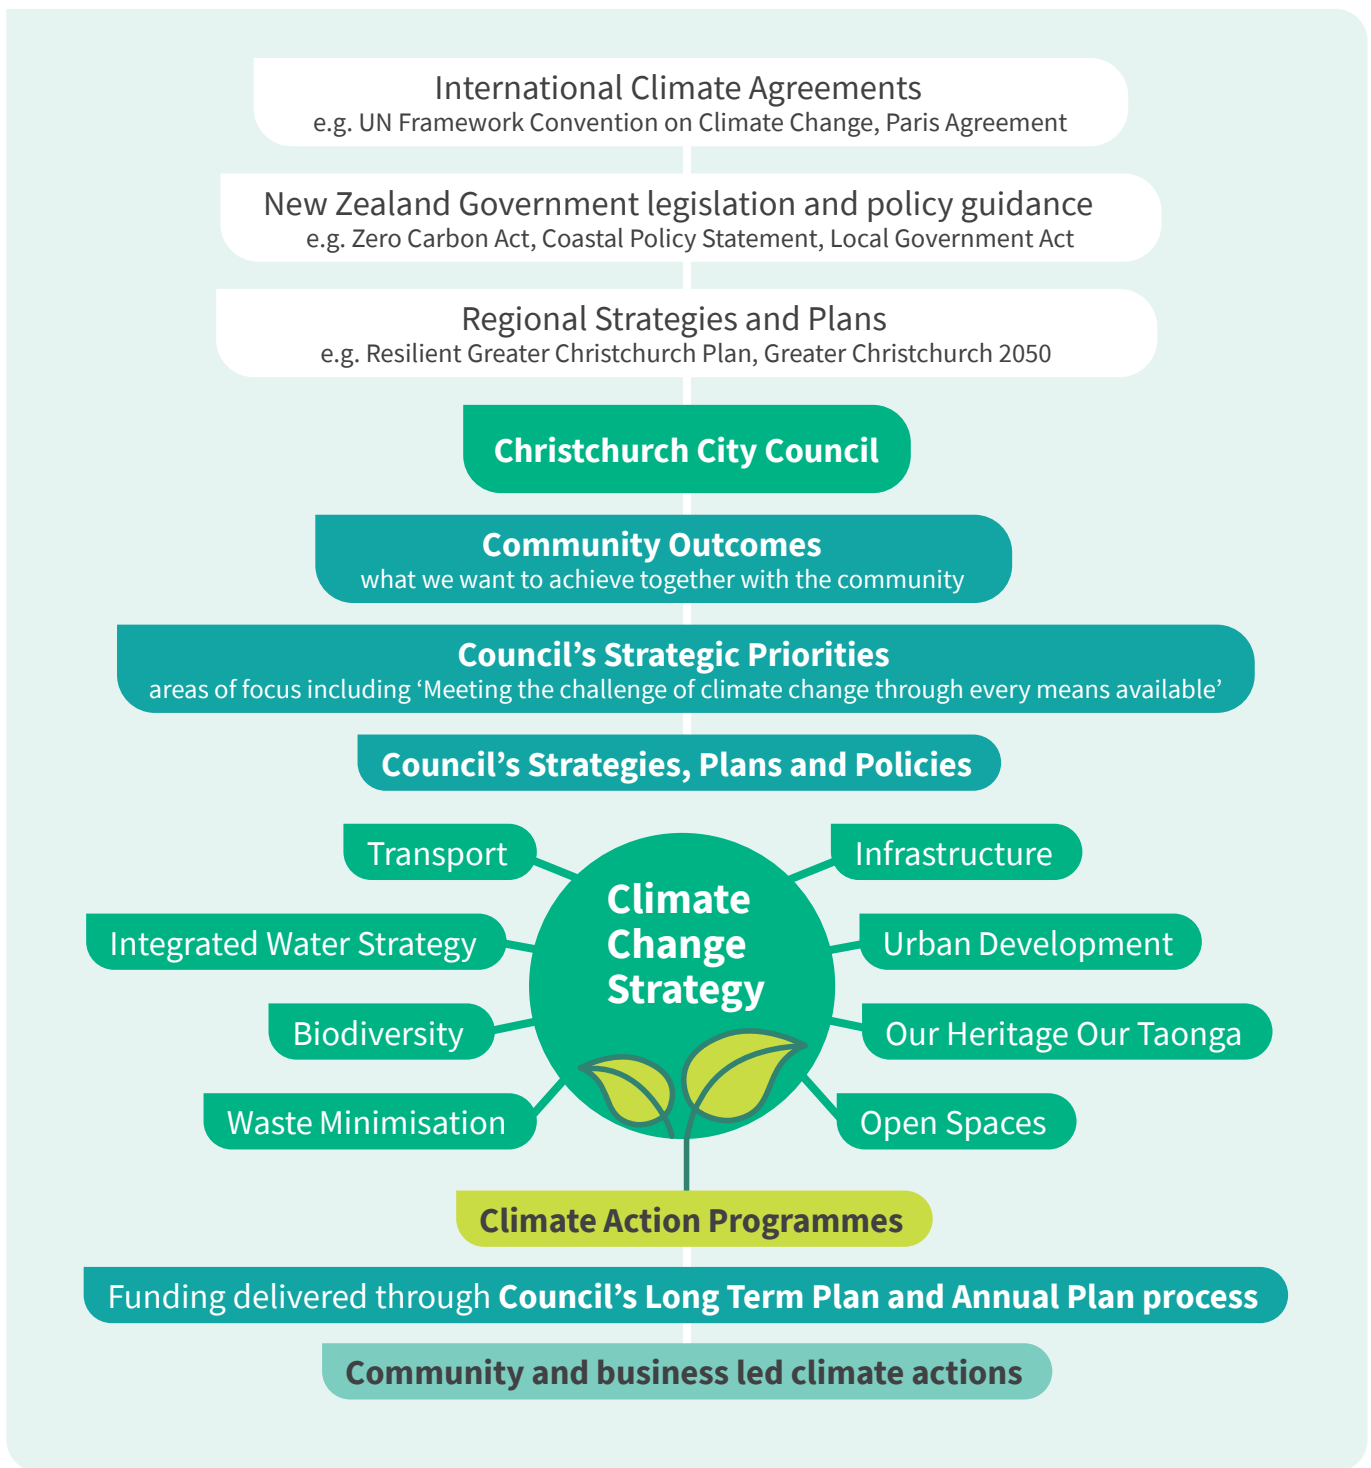 International Climate Agreements
e.g. UN Framework Convention on Climate Change, Paris Agreement
New Zealand Government legislation and policy guidance
e.g. Zero Carbon Act, Coastal Policy Statement, Local Government Act
Regional Strategies and Plans
e.g. Resilient Greater Christchurch Plan, Greater Christchurch 2050
Christchurch City Council
Community Outcomes
what we want to achieve together with the community
Council’s Strategic Priorities
areas of focus including ‘Meeting the challenge of climate change through every means available’
Council’s Strategies, Plans and Policies
Transport
Integrated Water Strategy
Biodiversity
Waste Minimisation
Climate
Change
Strategy
Infrastructure
Urban Development
Our Heritage Our Taonga
Open Spaces
Climate Action Programmes
Funding delivered through Council’s Long Term Plan and Annual Plan process
Community and business led climate actions